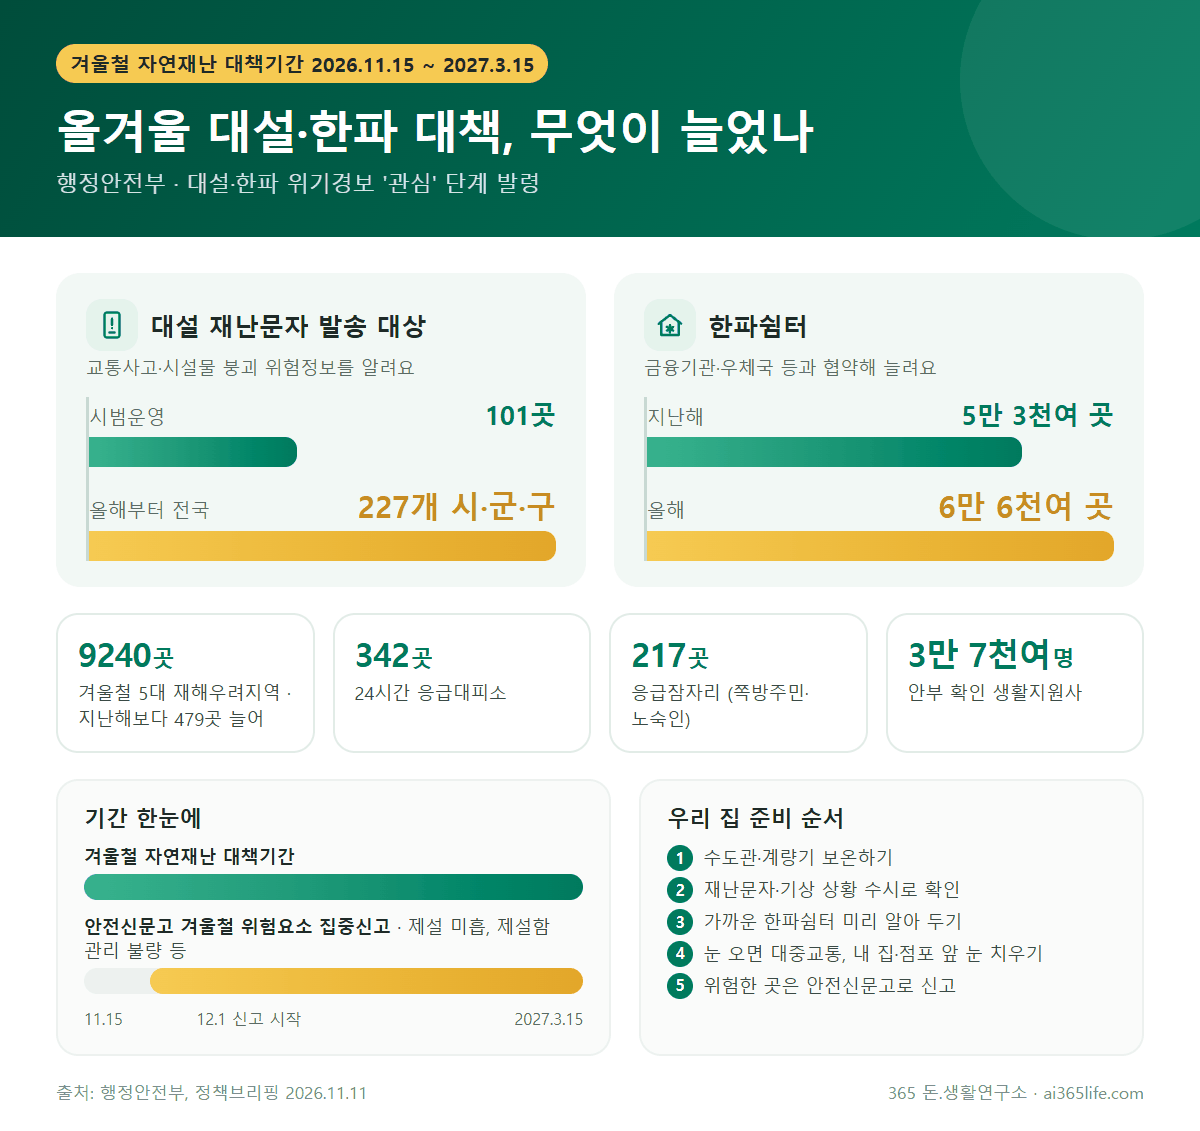 겨울철 자연재난 대책기간 2026.11.15 ~ 2027.3.15
올겨울 대설·한파 대책, 무엇이 늘었나
행정안전부 · 대설·한파 위기경보 '관심' 단계 발령
대설 재난문자 발송 대상
교통사고·시설물 붕괴 위험정보를 알려요
시범운영
101곳
올해부터 전국
227개 시·군·구
한파쉼터
금융기관·우체국 등과 협약해 늘려요
지난해
5만 3천여 곳
올해
6만 6천여 곳
9240곳
겨울철 5대 재해우려지역 ·
지난해보다 479곳 늘어
342곳
24시간 응급대피소
217곳
응급잠자리 (쪽방주민·
노숙인)
3만 7천여명
안부 확인 생활지원사
기간 한눈에
겨울철 자연재난 대책기간
안전신문고 겨울철 위험요소 집중신고 · 제설 미흡, 제설함
관리 불량 등
11.15
12.1 신고 시작
2027.3.15
우리 집 준비 순서
1 수도관·계량기 보온하기
2 재난문자·기상 상황 수시로 확인
3 가까운 한파쉼터 미리 알아 두기
4 눈 오면 대중교통, 내 집·점포 앞 눈 치우기
5 위험한 곳은 안전신문고로 신고
출처: 행정안전부, 정책브리핑 2026.11.11
365 돈.생활연구소 · ai365life.com